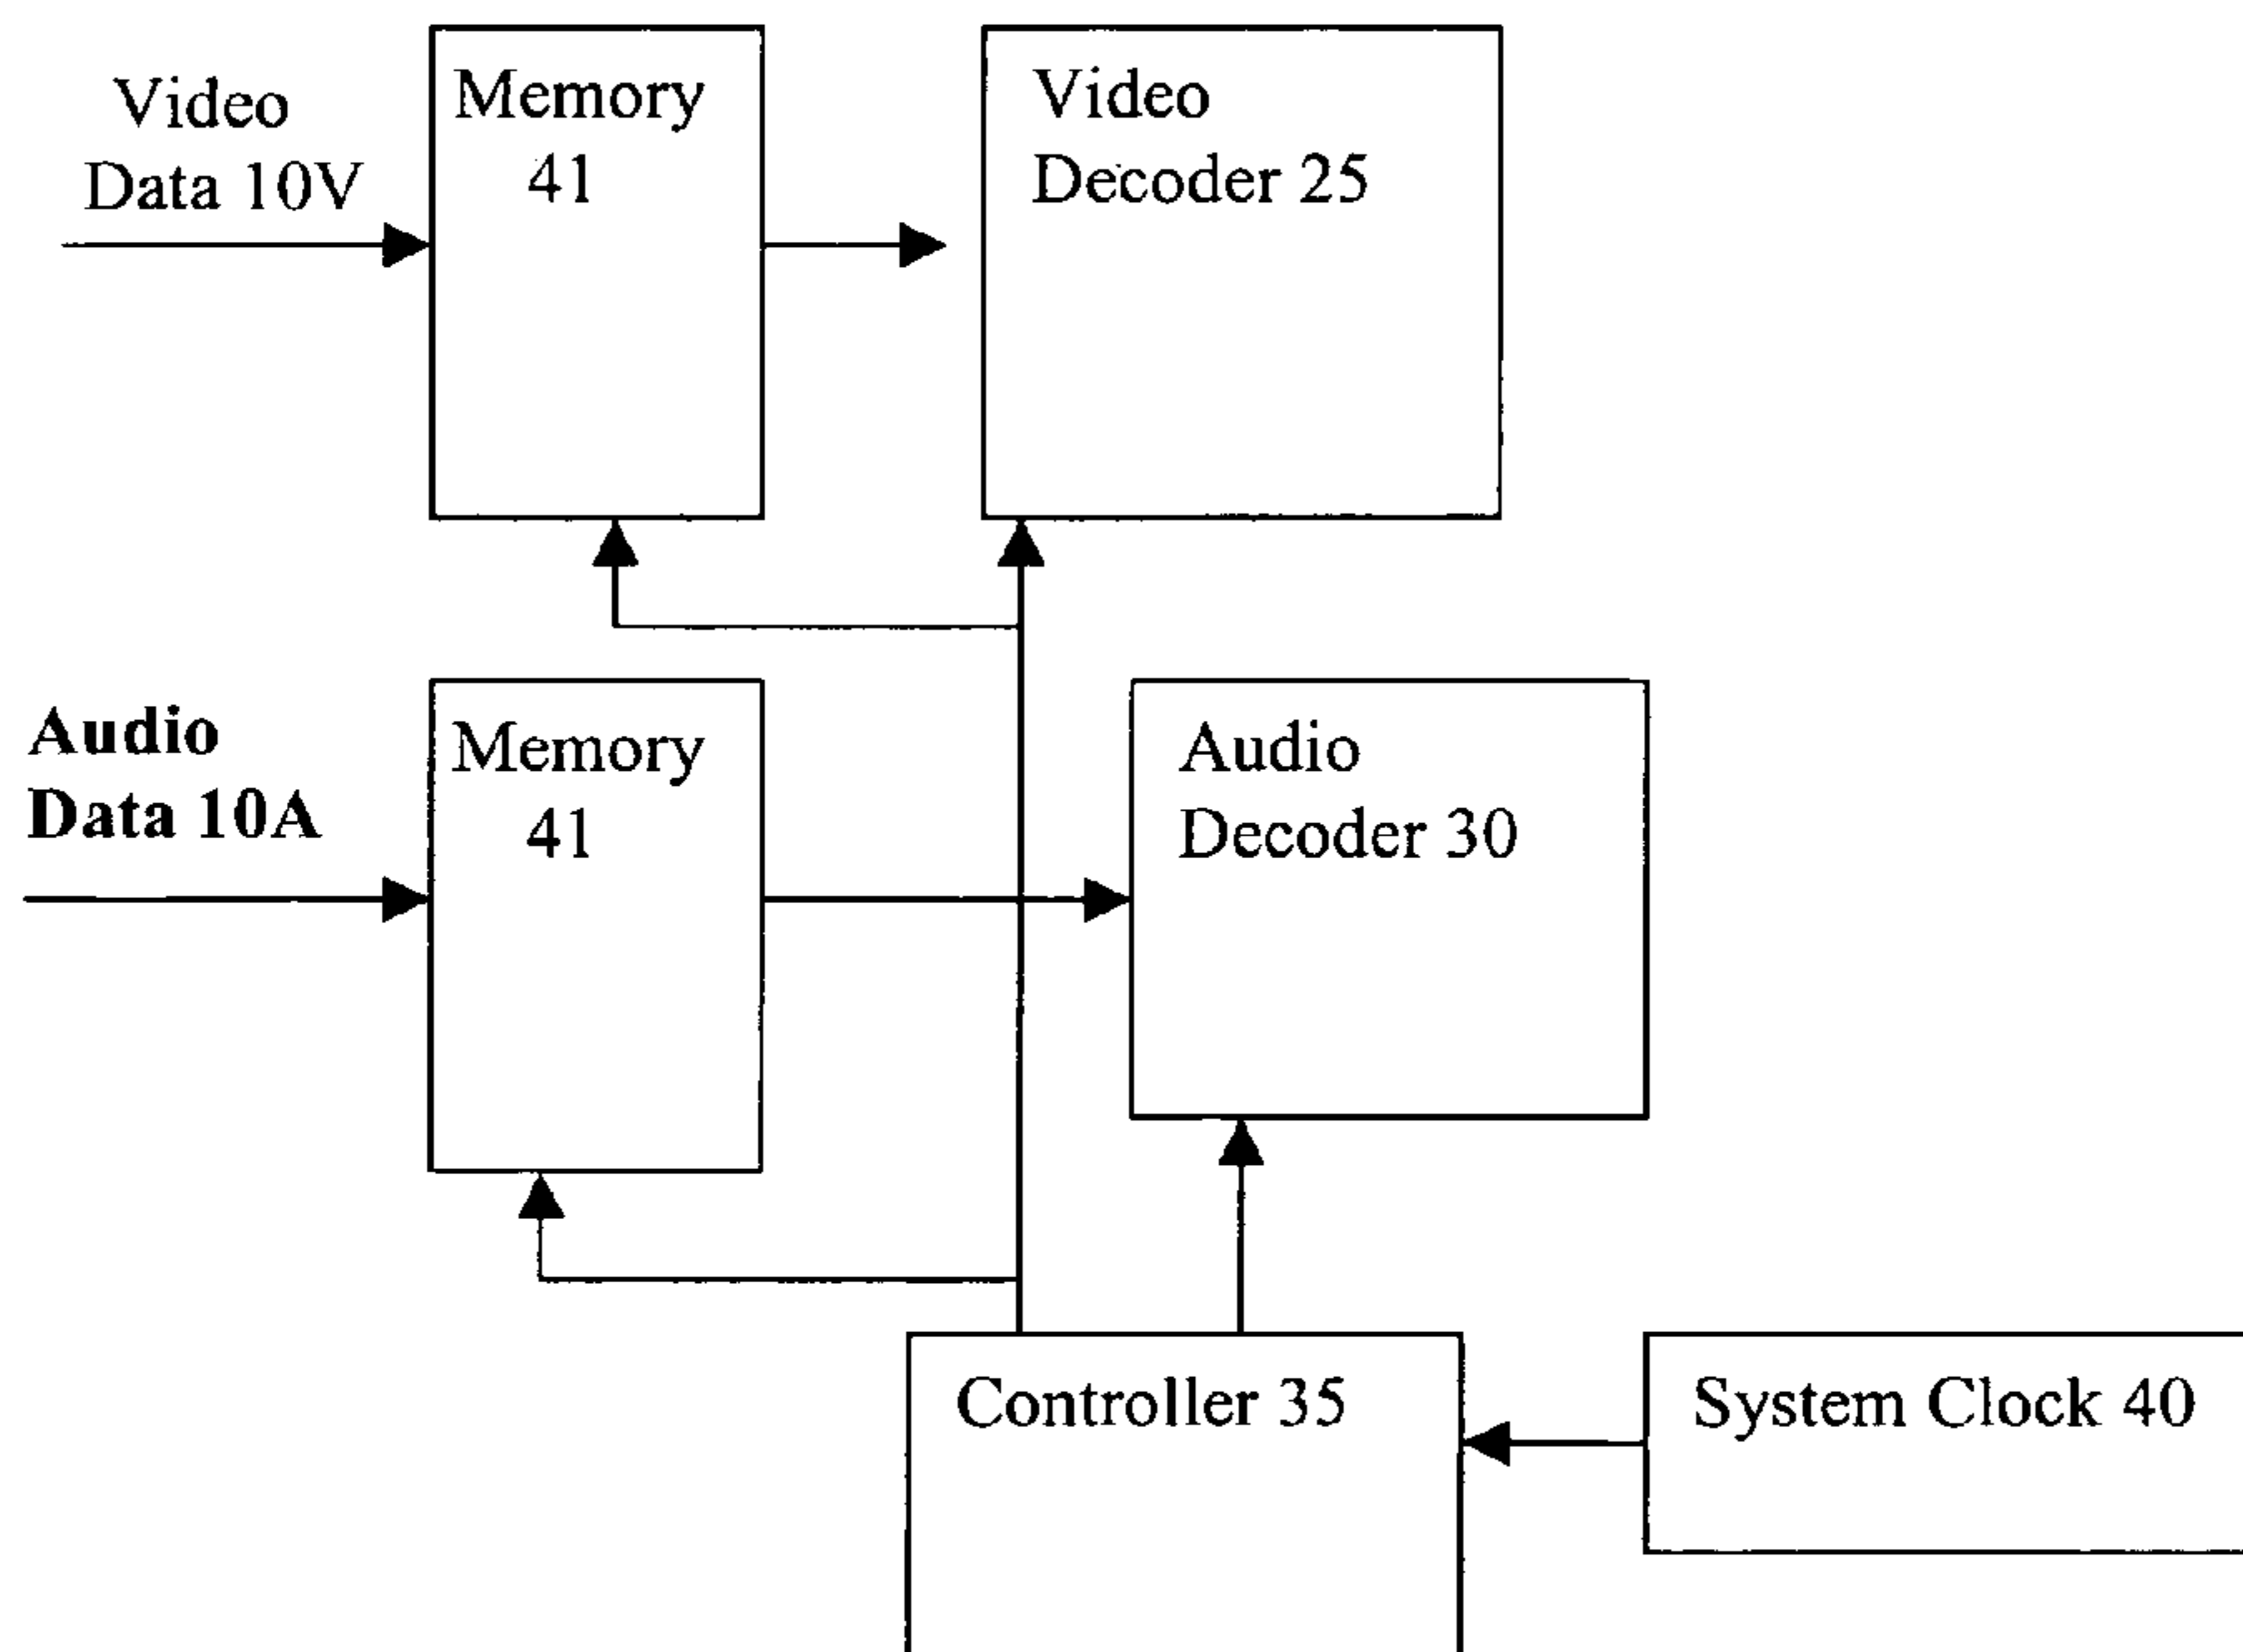 Video
Data 10V
Memory
41
Video
Decoder 25
Audio
Data 10A
Memory
41
Audio
Decoder 30
Controller 35
System Clock 40